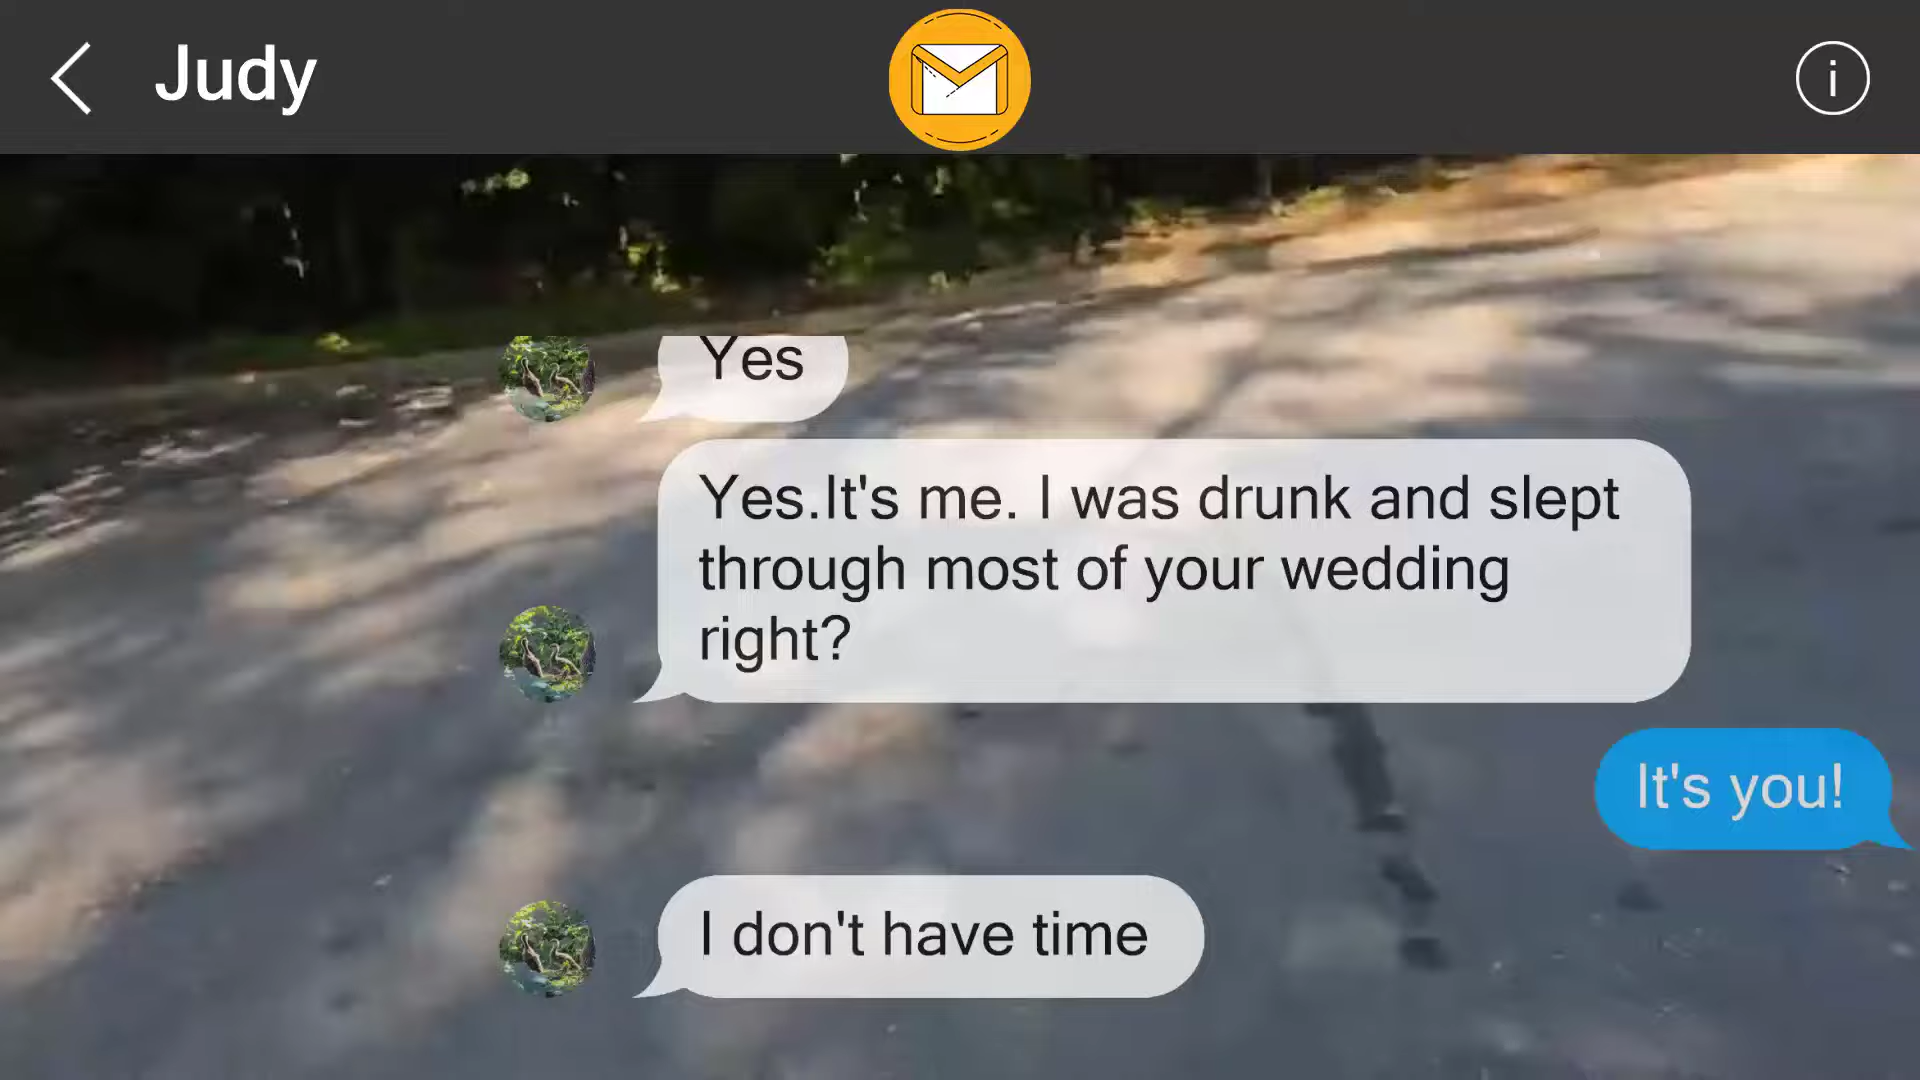 Judy
i
Yes
Yes.It's me. I was drunk and slept
through most of your wedding
right?
It's you!
I don't have time